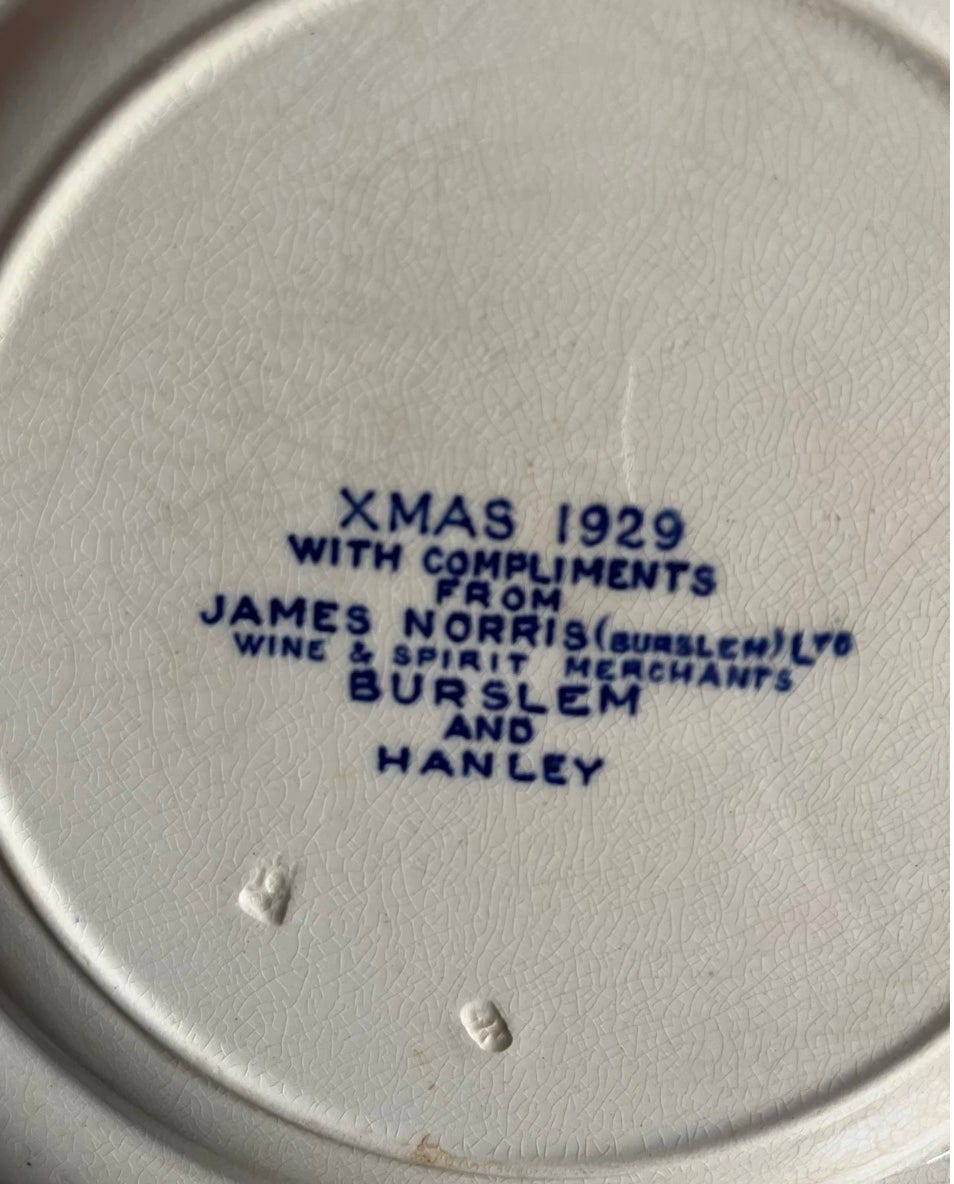 XMAS 1929
WITH COMPLIMENTS
FROM
JAMES NORRIS (BURSLEM) LTD
WINE & SPIRIT MERCHANTS
BURSLEM
AND
HANLEY